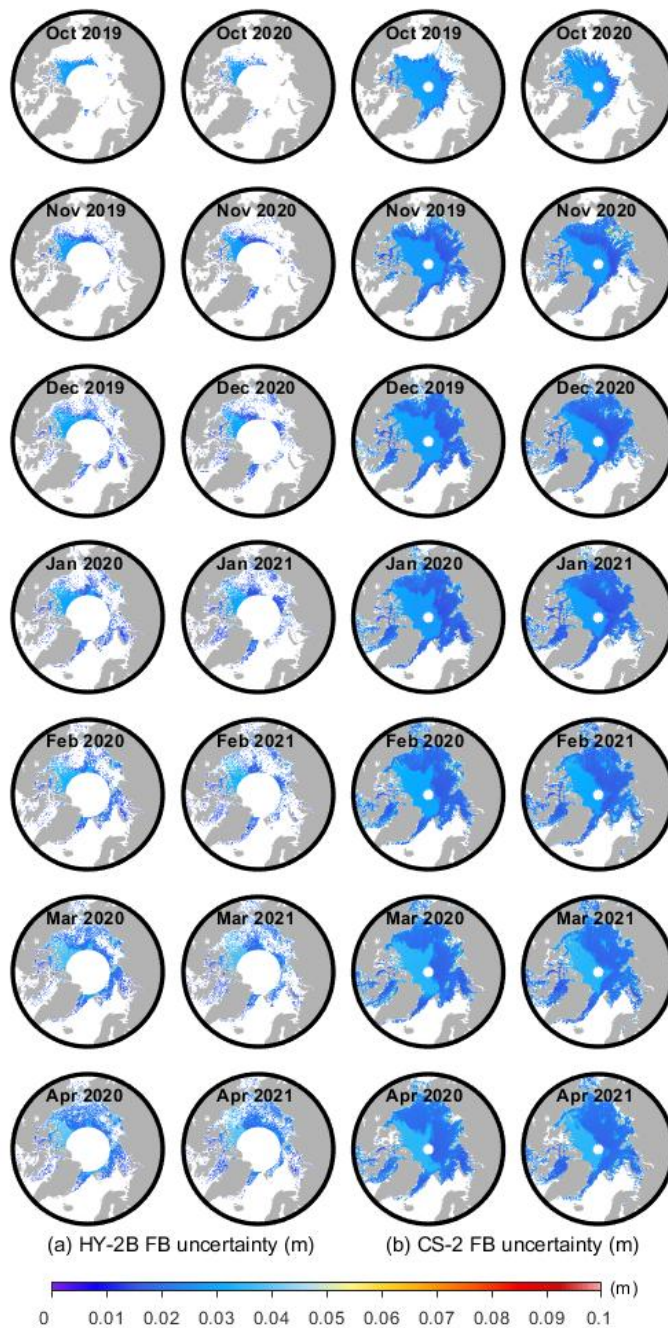 Oct 2019 Oct 2020 Oct 2019 Oct 2020
Nov 2019 Nov 2020 Nov 2019 Nov 2020
Dec 2019 Dec 2020 Dec 2019 Dec 2020
Jan 2020 Jan 2021 Jan 2020 Jan 2021
Feb 2020 Feb 2021 Feb 2020 Feb 2021
Mar 2020 Mar 2021 Mar 2020 Mar 2021
Apr 2020 Apr 2021 Apr 2020 Apr 2021
(a) HY-2B FB uncertainty (m) (b) CS-2 FB uncertainty (m)
(m)
0 0.01 0.02 0.03 0.04 0.05 0.06 0.07 0.08 0.09 0.1